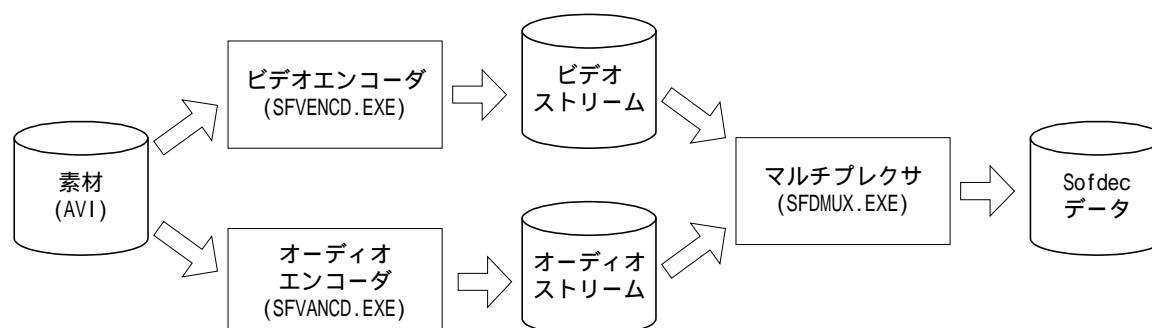 素材
(AVI)
ビデオエンコーダ
(SFVENCD.EXE)
ビデオ
ストリーム
オーディオ
エンコーダ
(SFVANCD.EXE)
オーディオ
ストリーム
マルチプレクサ
(SFDMUX.EXE)
Sofdec
データ